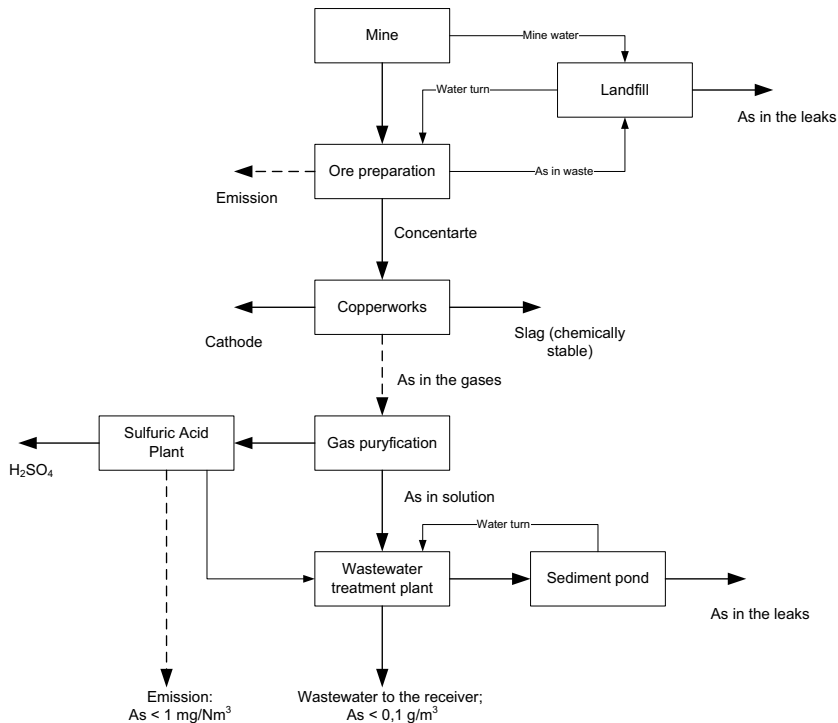 Mine
Mine water
Landfill
Water turn
As in the leaks
Ore preparation
As in waste
Emission
Concentarte
Copperworks
Cathode
Slag (chemically
stable)
As in the gases
Sulfuric Acid
Plant
Gas puryfication
H₂SO₄
As in solution
Water turn
Wastewater
treatment plant
Sediment pond
As in the leaks
Emission:
As < 1 mg/Nm³
Wastewater to the receiver;
As < 0,1 g/m³